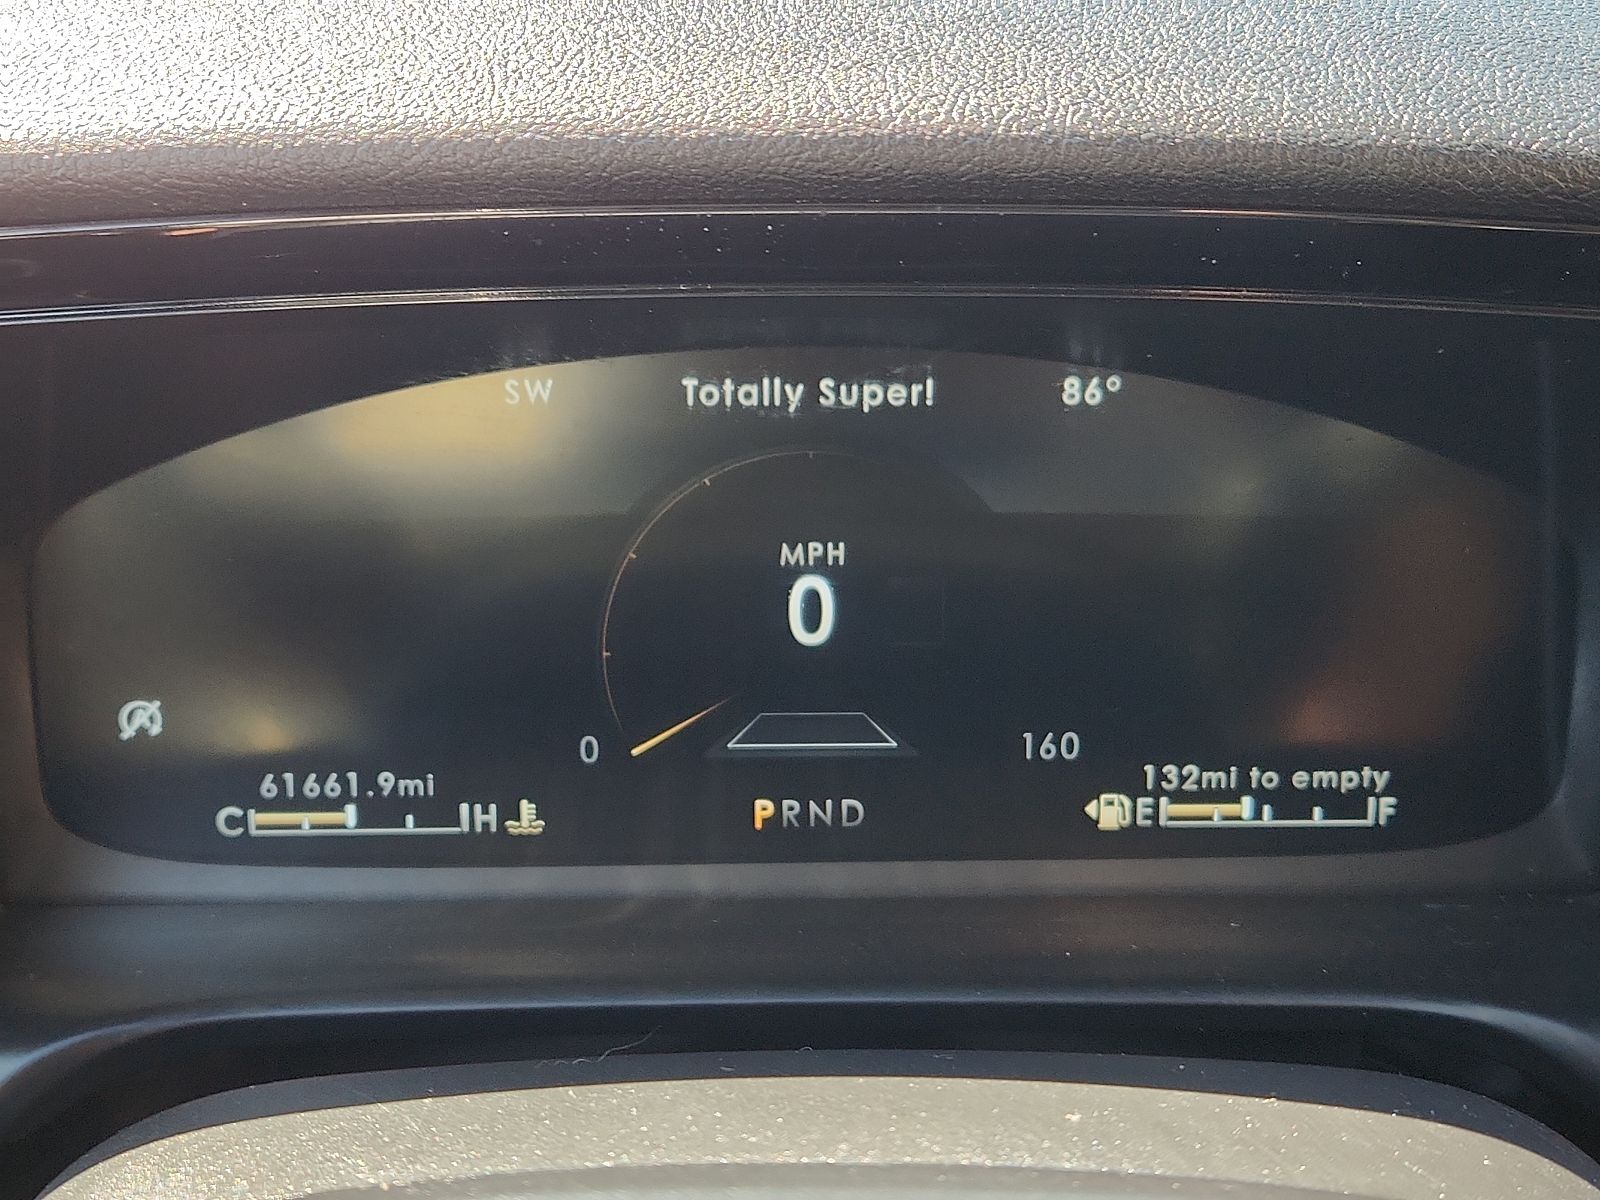 SW Totally Super! 86°
MPH
0
0 160
61661.9mi 132mi to empty
C H PRND E F